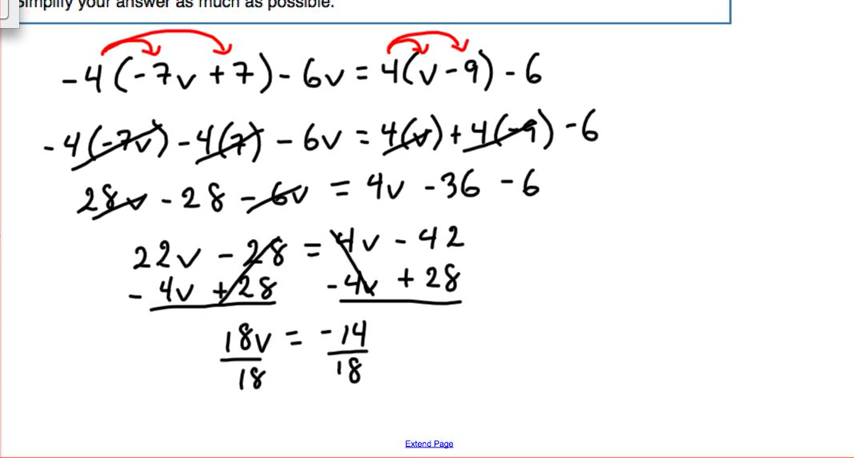 Simplify your answer as much as possible.
-4(-7v+7)-6v=4(v-9)-6
-4(-7v)-4(7)-6v=4(v)+4(-9)-6
28v-28-6v=4v-36-6
22v-28=4v-42
-4v+28 -4v+28
18v=-14
18 18
Extend Page